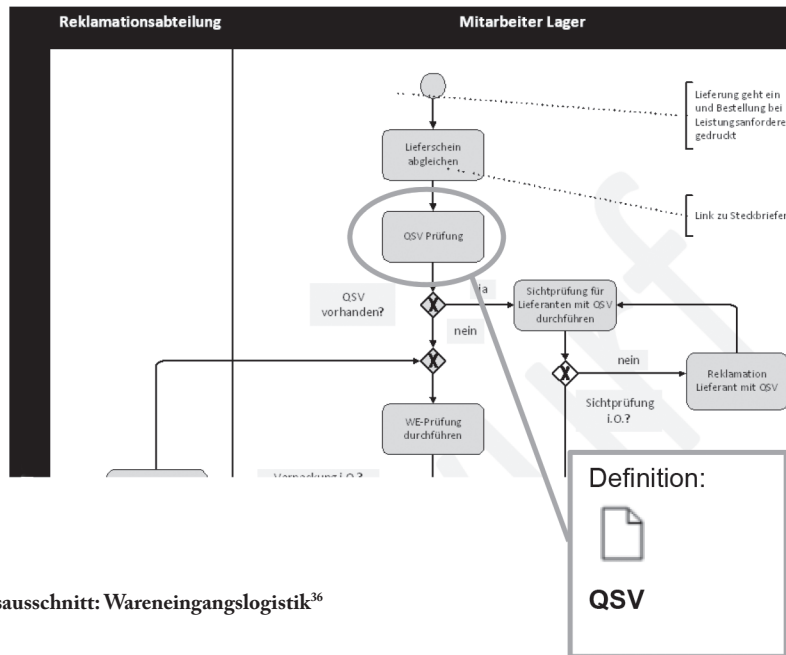 Reklamationsabteilung
Mitarbeiter Lager
Lieferung geht ein
und Bestellung bei
Leistungsanfordere
gedruckt
Lieferschein
abgleichen
Link zu Steckbriefen
QSV Prüfung
QSV
vorhanden?
ja
nein
Sichtprüfung für
Lieferanten mit QSV
durchführen
nein
Reklamation
Lieferant mit QSV
Sichtprüfung
i.O.?
WE-Prüfung
durchführen
Verpackung i.O.?
Definition:
QSV
sausschnitt: Wareneingangslogistik³⁶